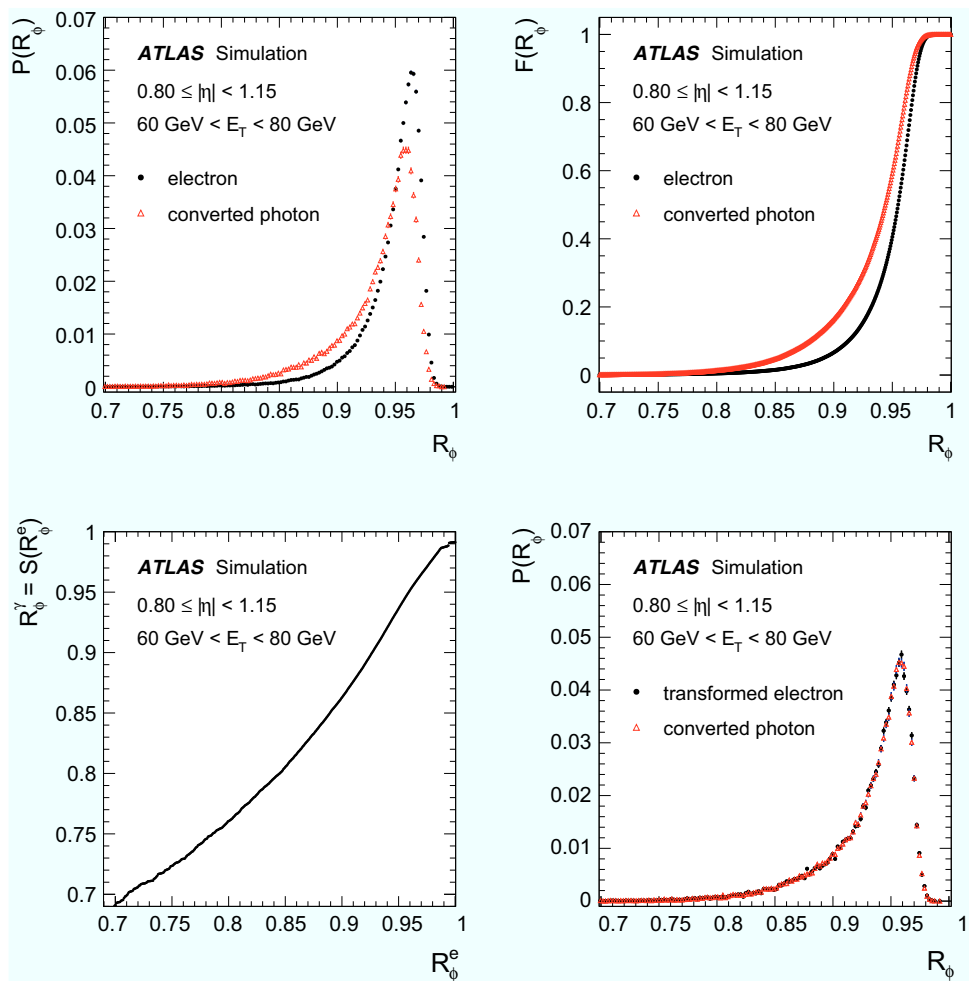 P(R_ϕ)
0.07
0.06
0.05
0.04
0.03
0.02
0.01
0
ATLAS Simulation
0.80 ≤ |η| < 1.15
60 GeV < E_T < 80 GeV
electron
converted photon
0.7 0.75 0.8 0.85 0.9 0.95 1
R_ϕ
F(R_ϕ)
1
0.8
0.6
0.4
0.2
0
ATLAS Simulation
0.80 ≤ |η| < 1.15
60 GeV < E_T < 80 GeV
electron
converted photon
0.7 0.75 0.8 0.85 0.9 0.95 1
R_ϕ
R_ϕ^γ = S(R_ϕ^e)
1
0.95
0.9
0.85
0.8
0.75
0.7
ATLAS Simulation
0.80 ≤ |η| < 1.15
60 GeV < E_T < 80 GeV
0.7 0.75 0.8 0.85 0.9 0.95 1
R_ϕ^e
P(R_ϕ)
0.07
0.06
0.05
0.04
0.03
0.02
0.01
0
ATLAS Simulation
0.80 ≤ |η| < 1.15
60 GeV < E_T < 80 GeV
transformed electron
converted photon
0.7 0.75 0.8 0.85 0.9 0.95 1
R_ϕ